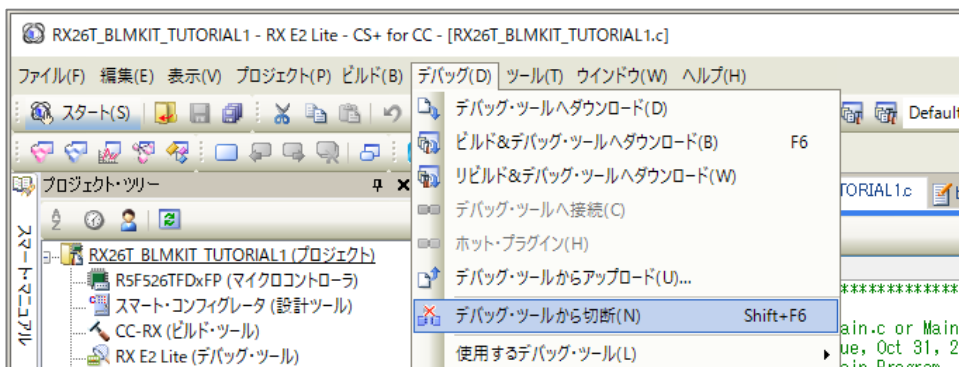 RX26T_BLMKIT_TUTORIAL1 - RX E2 Lite - CS+ for CC - [RX26T_BLMKIT_TUTORIAL1.c]
ファイル(F) 編集(E) 表示(V) プロジェクト(P) ビルド(B) デバッグ(D) ツール(T) ウインドウ(W) ヘルプ(H)
スタート(S)
Default
デバッグ・ツールへダウンロード(D)
ビルド&デバッグ・ツールへダウンロード(B) F6
リビルド&デバッグ・ツールへダウンロード(W)
デバッグ・ツールへ接続(C)
ホット・プラグイン(H)
デバッグ・ツールからアップロード(U)...
デバッグ・ツールから切断(N) Shift+F6
使用するデバッグ・ツール(L)
プロジェクト・ツリー
スマート・マニュアル
RX26T_BLMKIT_TUTORIAL1 (プロジェクト)
R5F526TFDxFP (マイクロコントローラ)
スマート・コンフィグレータ (設計ツール)
CC-RX (ビルド・ツール)
RX E2 Lite (デバッグ・ツール)
TORIAL1.c
*************
ain.c or Main
ue, Oct 31, 2
ain Program